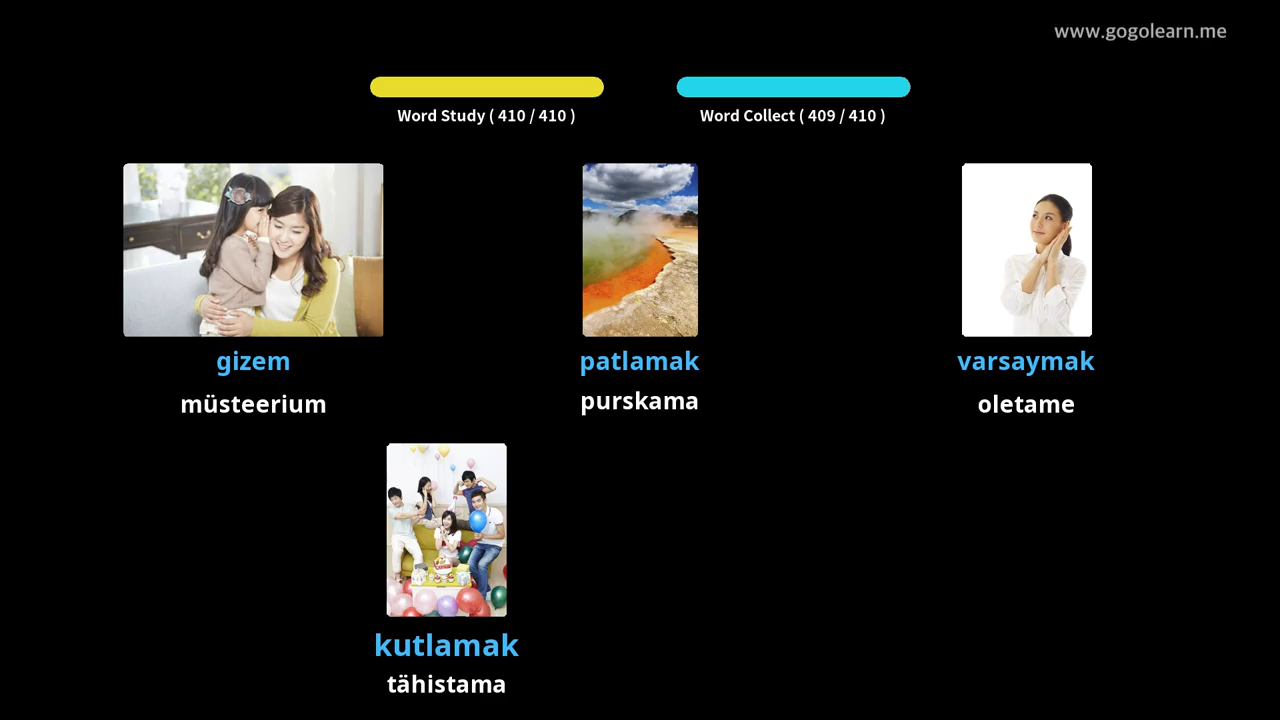 www.gogolearn.me
Word Study ( 410 / 410 )
Word Collect ( 409 / 410 )
gizem
müsteerium
patlamak
purskama
varsaymak
oletame
kutlamak
tähistama